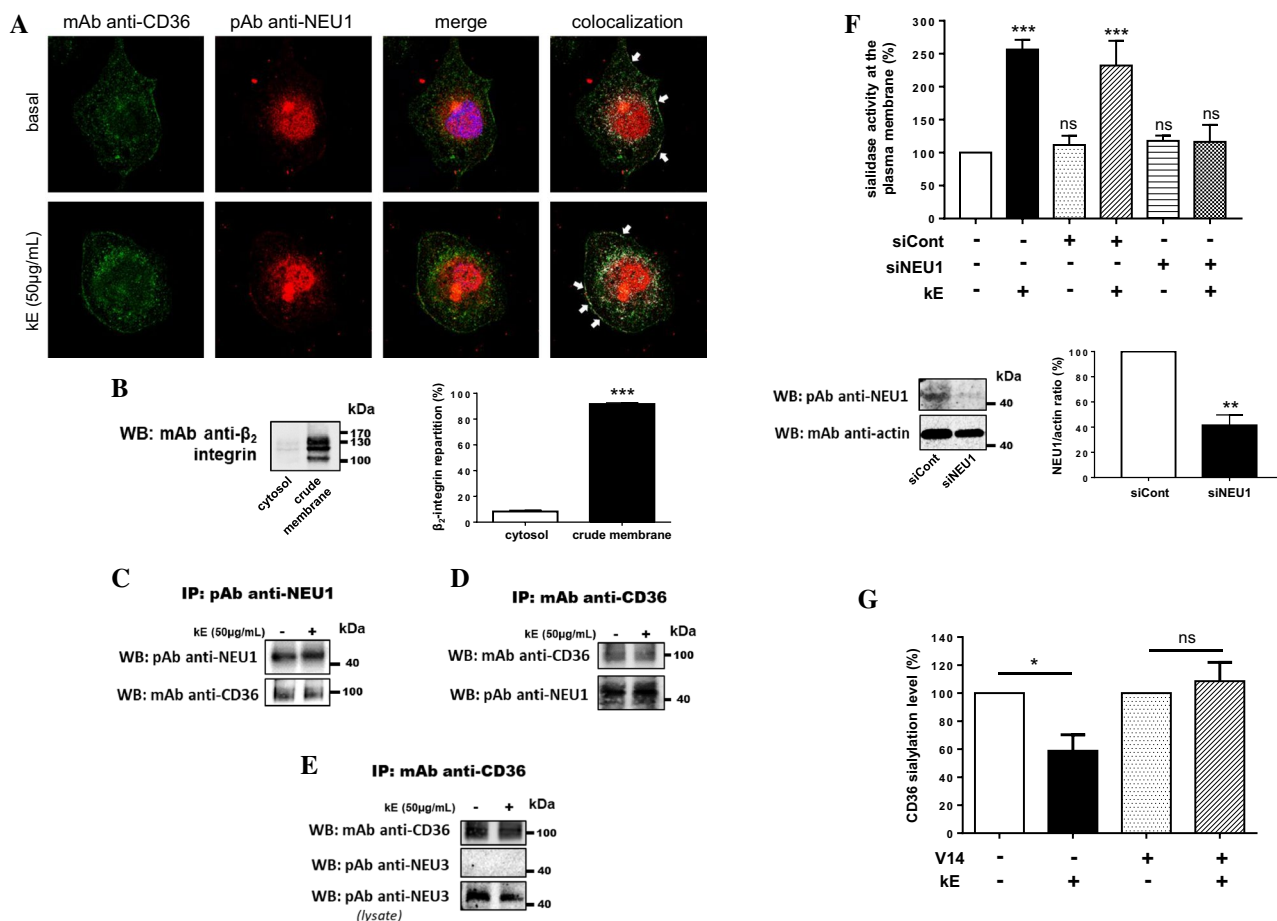 A
mAb anti-CD36 pAb anti-NEU1 merge colocalization
basal
kE (50µg/mL)
B
WB: mAb anti-β2
integrin
kDa
170
130
100
cytosol
crude
membrane
β2-integrin repartition (%)
100
80
60
40
20
0
***
cytosol crude membrane
C
IP: pAb anti-NEU1
kE (50µg/mL) - + kDa
WB: pAb anti-NEU1 40
WB: mAb anti-CD36 100
D
IP: mAb anti-CD36
kE (50µg/mL) - + kDa
WB: mAb anti-CD36 100
WB: pAb anti-NEU1 40
E
IP: mAb anti-CD36
kE (50µg/mL) - + kDa
WB: mAb anti-CD36 100
WB: pAb anti-NEU3 40
WB: pAb anti-NEU3 40
(lysate)
F
sialidase activity at the
plasma membrane (%)
300
250
200
150
100
50
0
*** ns *** ns ns
siCont - - + + - -
siNEU1 - - - - + +
kE - + - + - +
kDa
WB: pAb anti-NEU1 40
WB: mAb anti-actin 40
siCont siNEU1
NEU1/actin ratio (%)
100
80
60
40
20
0
**
siCont siNEU1
G
CD36 sialylation level (%)
140
120
100
80
60
40
20
0
* ns
V14 - - + +
kE - + - +